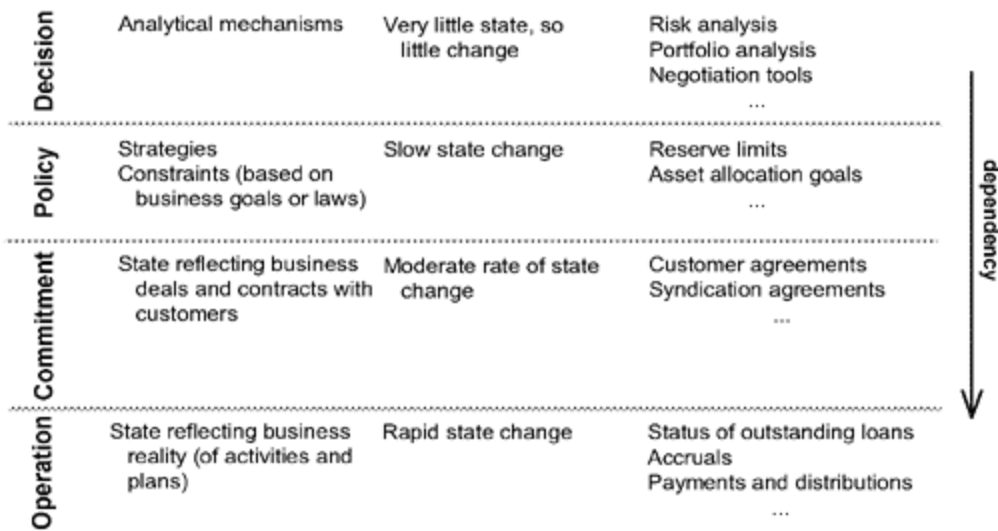 Decision
Analytical mechanisms
Very little state, so
little change
Risk analysis
Portfolio analysis
Negotiation tools
...
Policy
Strategies
Constraints (based on
business goals or laws)
Slow state change
Reserve limits
Asset allocation goals
...
Commitment
State reflecting business
deals and contracts with
customers
Moderate rate of state
change
Customer agreements
Syndication agreements
...
Operation
State reflecting business
reality (of activities and
plans)
Rapid state change
Status of outstanding loans
Accruals
Payments and distributions
...
dependency